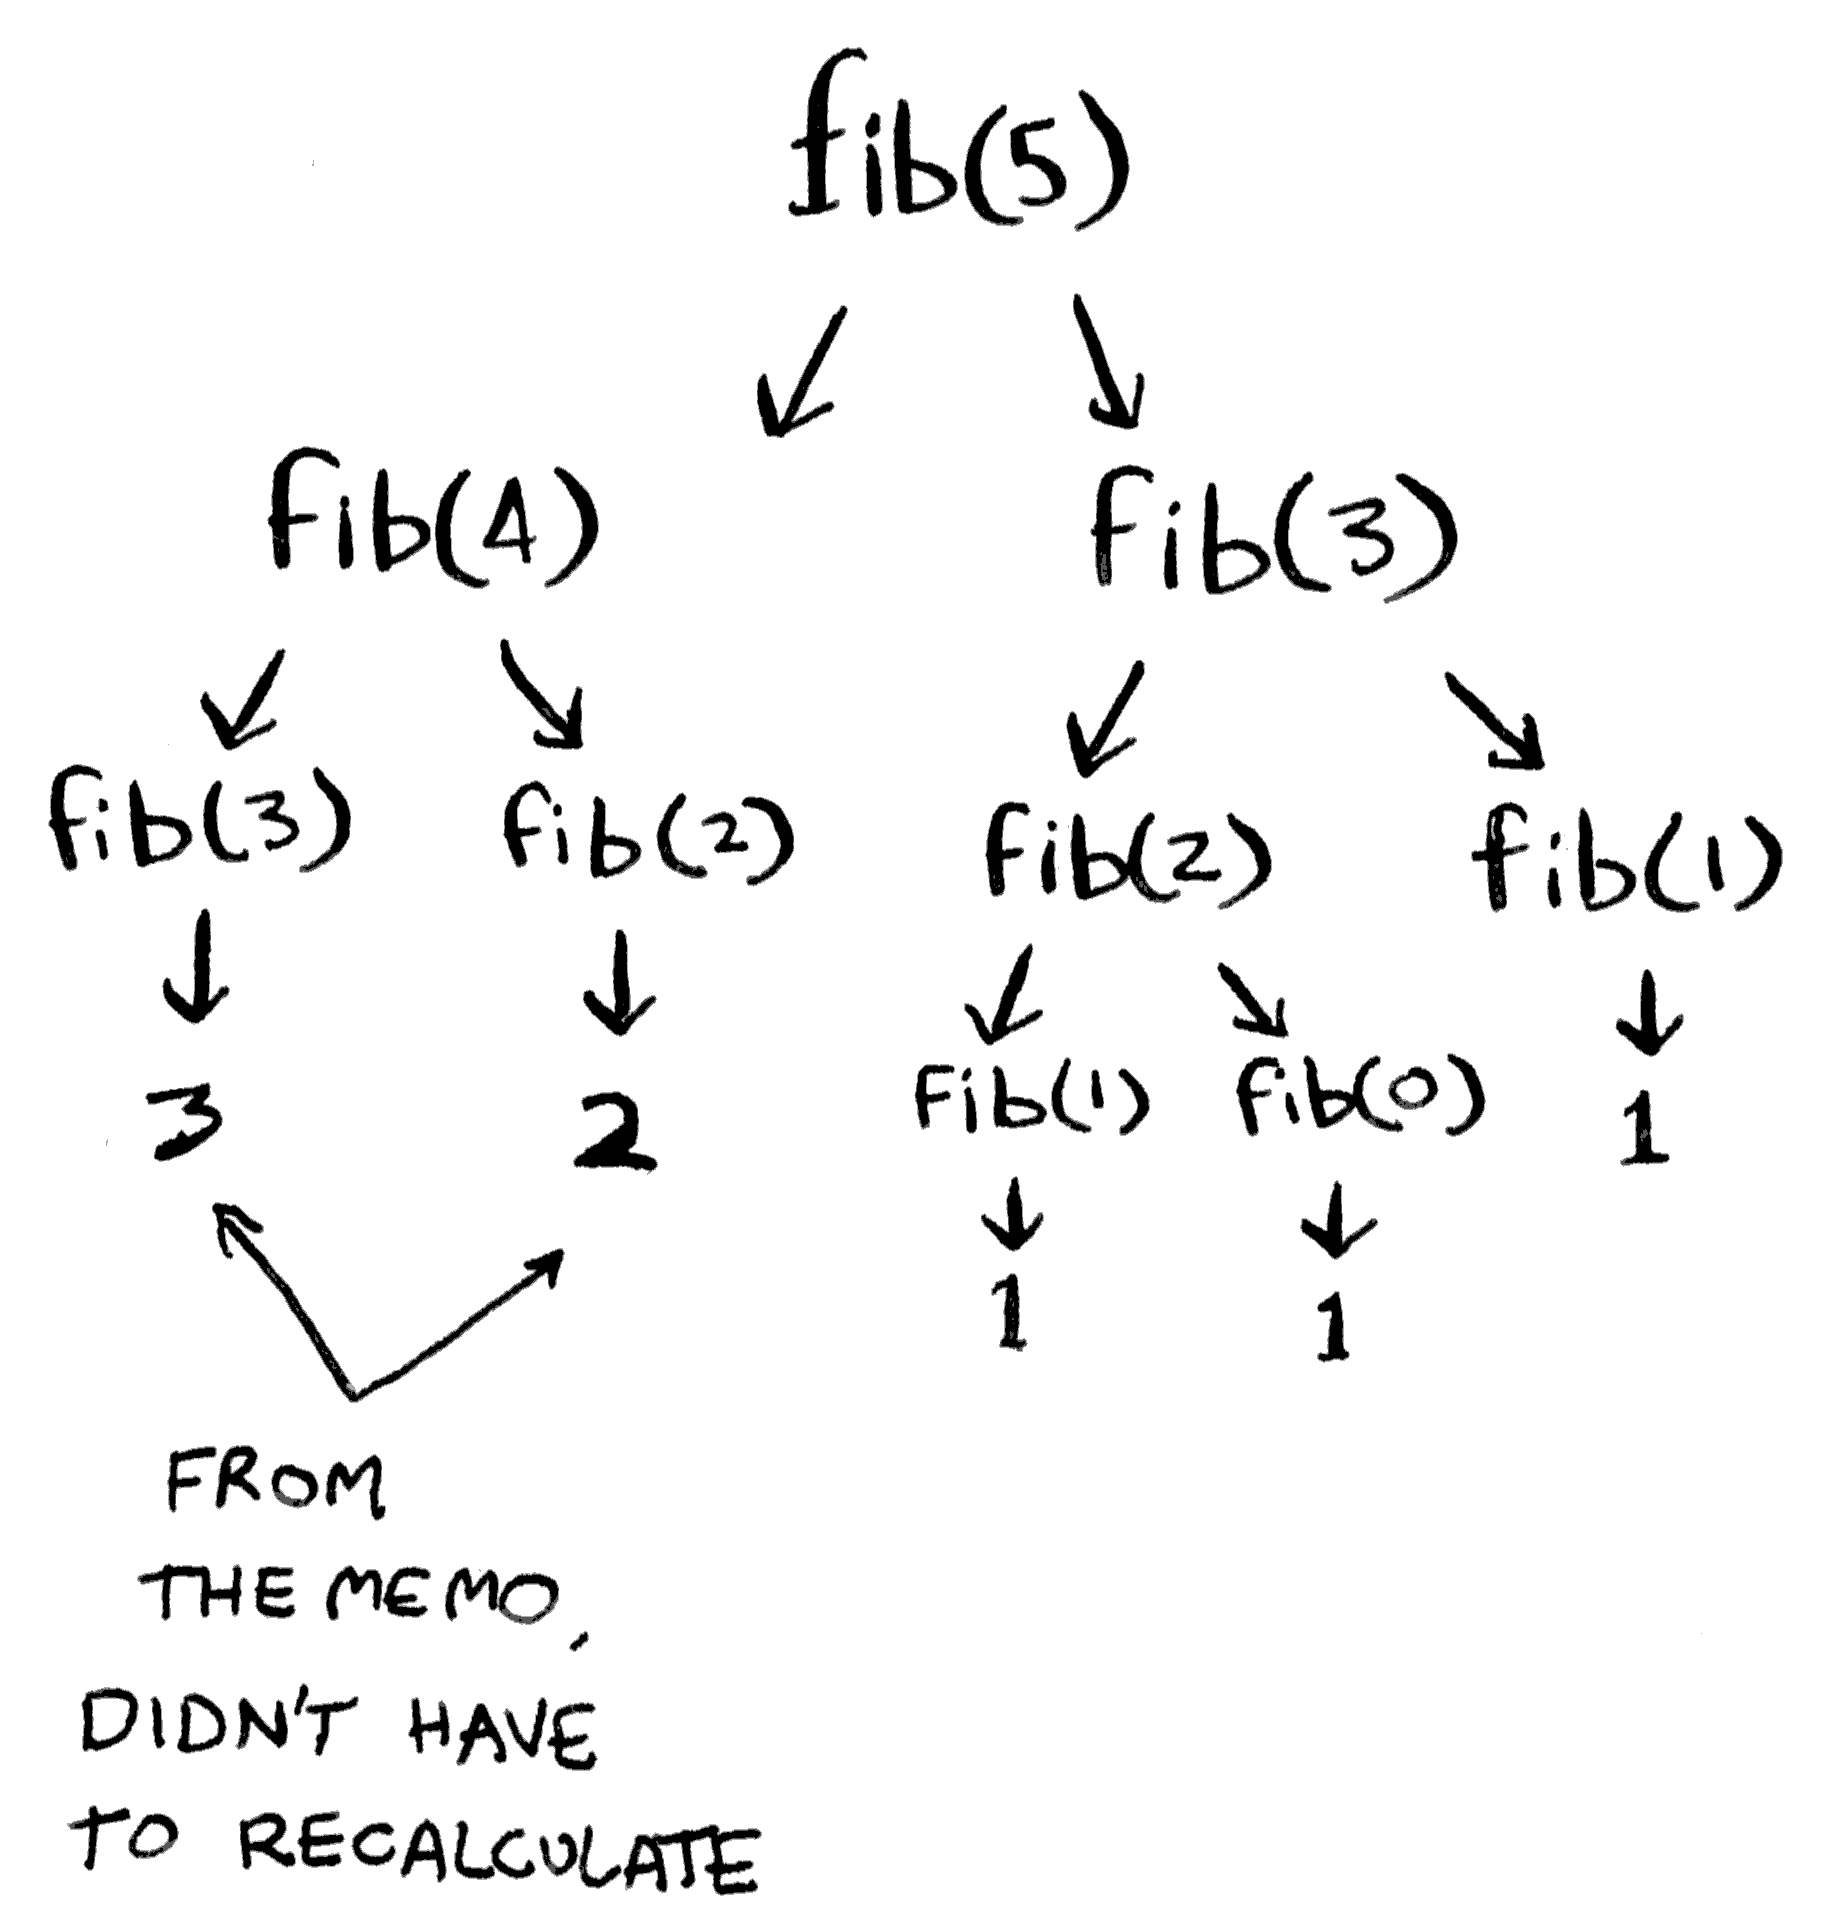 fib(5)
fib(4) fib(3)
fib(3) fib(2) fib(2) fib(1)
3 2 fib(1) fib(0) 1
1 1
FROM
THE MEMO,
DIDN'T HAVE
TO RECALCULATE